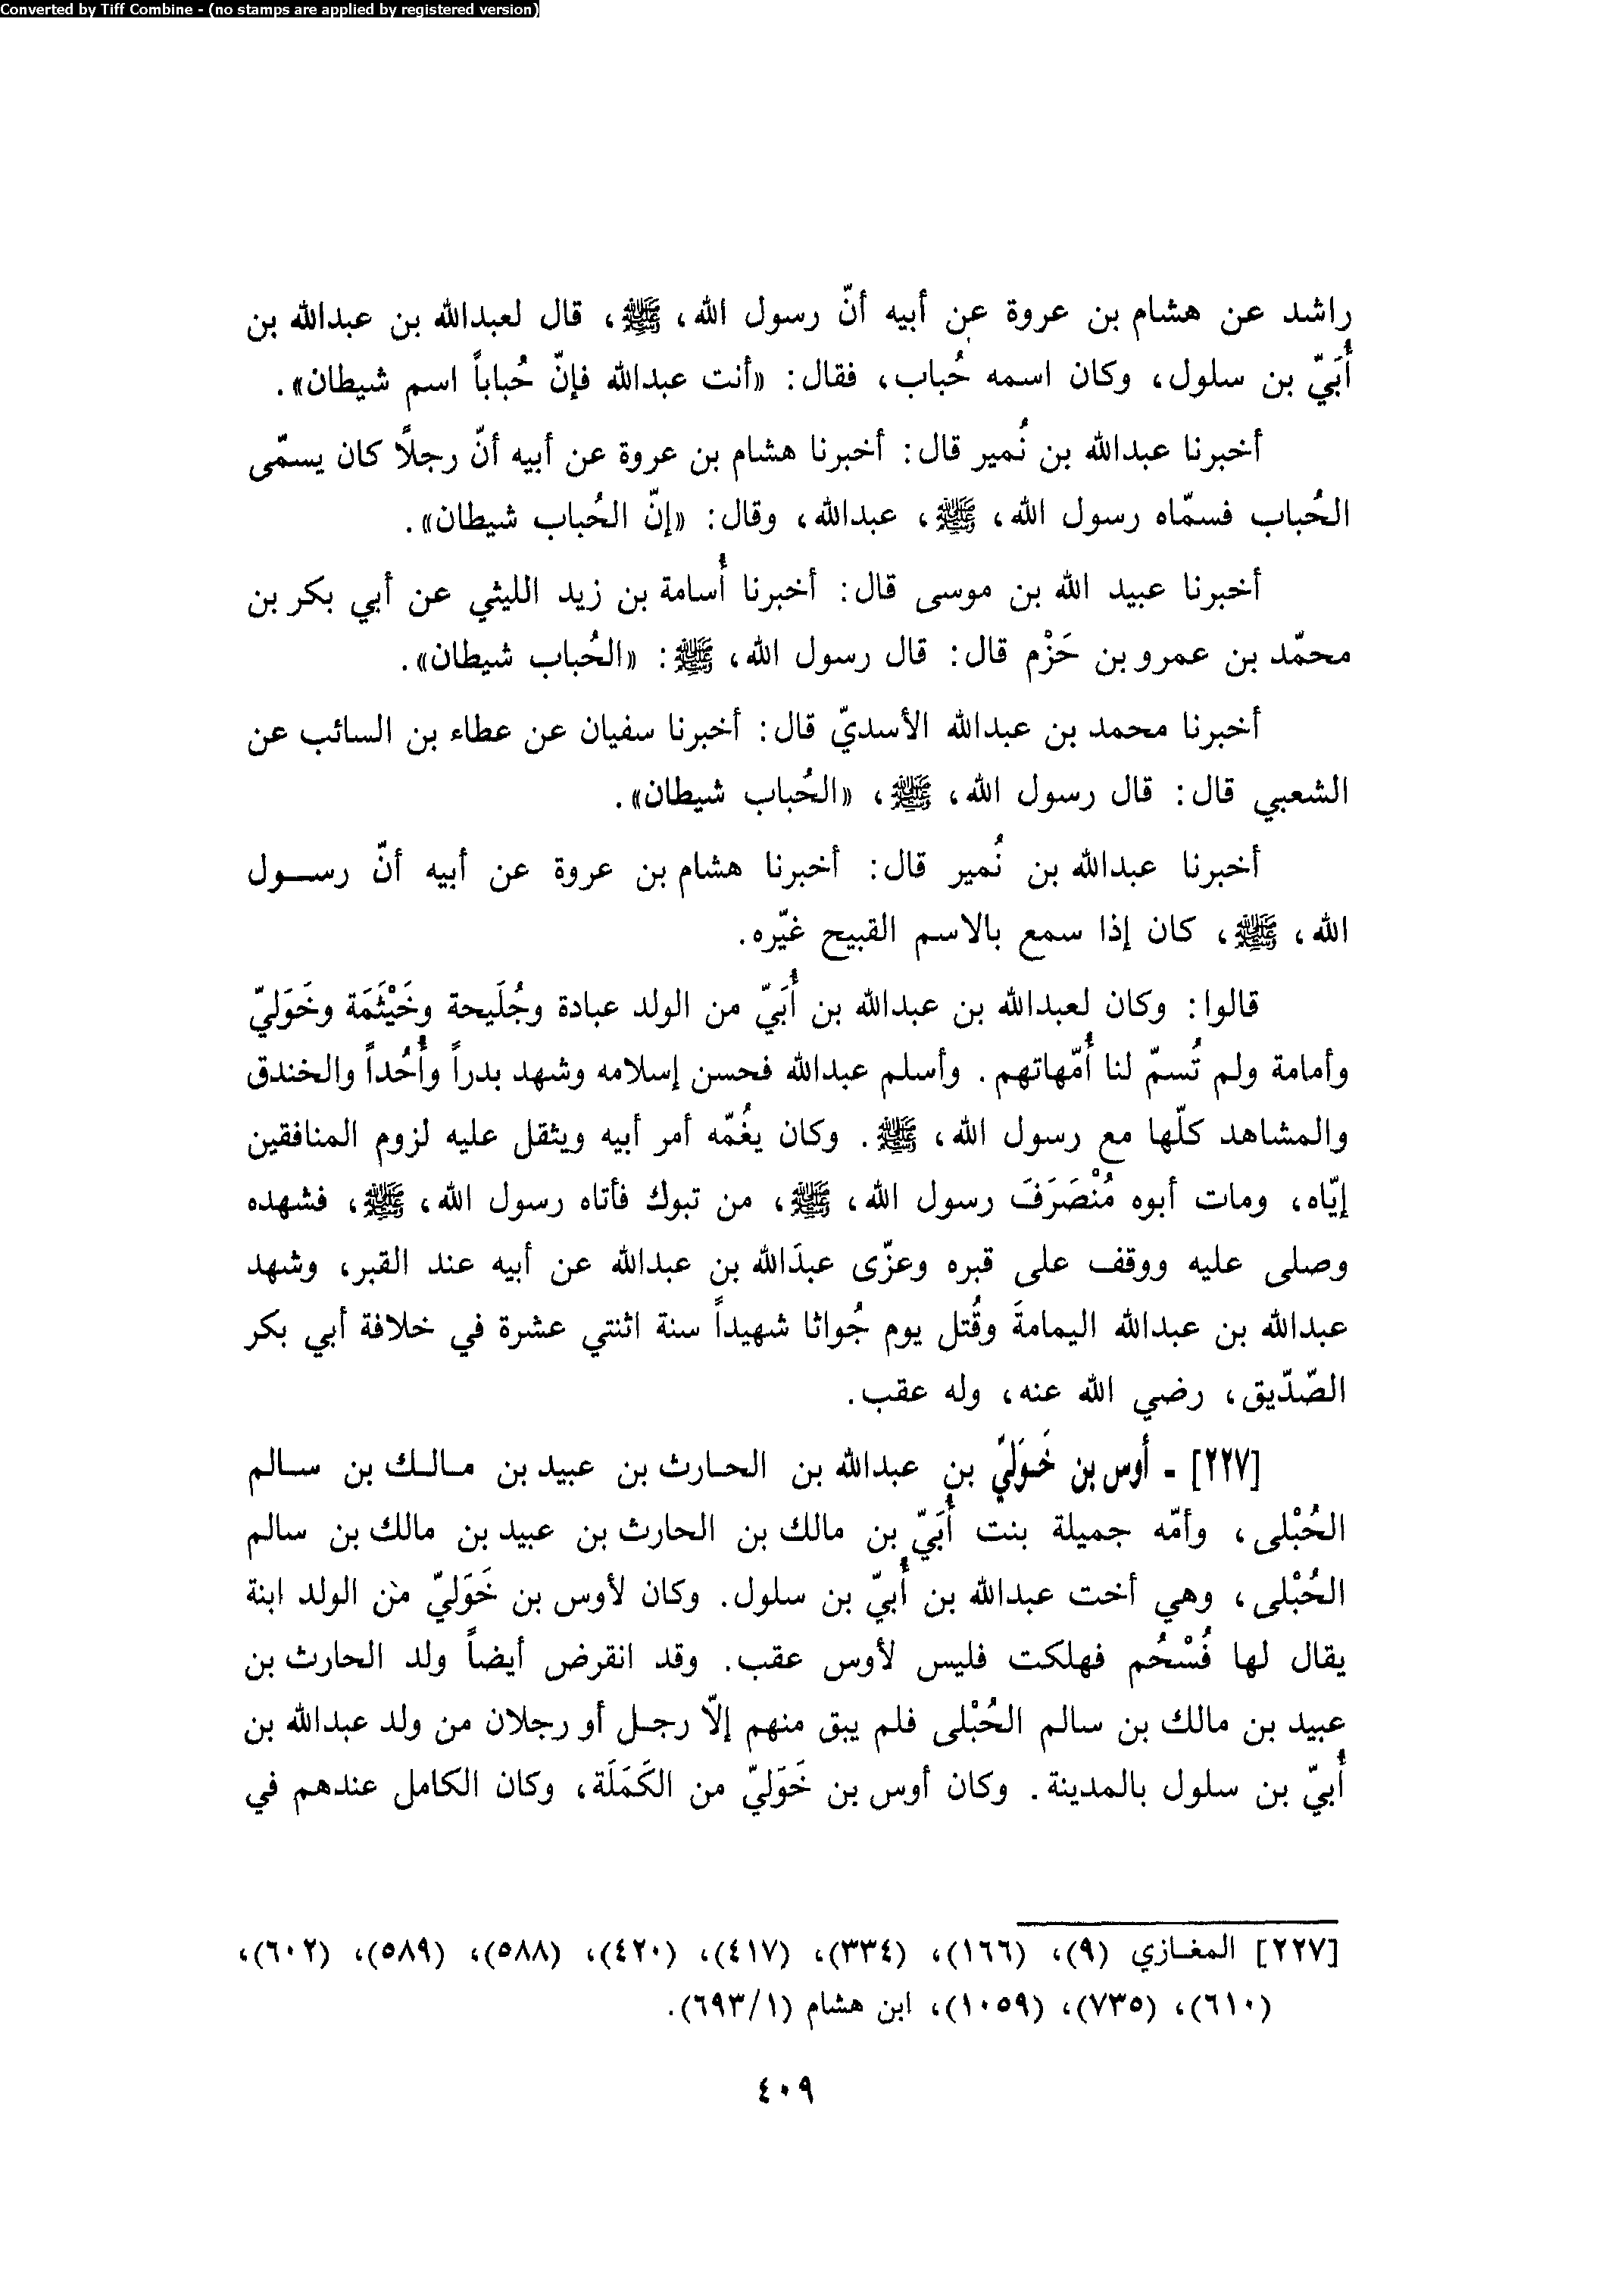 Converted by Tiff Combine - (no stamps are applied by registered version)
راشد عن هشام بن عروة عن أبيه أنّ رسول الله، ﷺ، قال لعبدالله بن عبدالله بن
أُبَيّ بن سلول، وكان اسمه حُباب، فقال: «أنت عبدالله فإنّ حُباباً اسم شيطان».
أخبرنا عبدالله بن نُمير قال: أخبرنا هشام بن عروة عن أبيه أنّ رجلًا كان يسمّى
الحُباب فسمّاه رسول الله، ﷺ، عبدالله، وقال: «إنّ الحُباب شيطان».
أخبرنا عبيد الله بن موسى قال: أخبرنا أُسامة بن زيد الليثي عن أبي بكر بن
محمّد بن عمرو بن حَزْم قال: قال رسول الله، ﷺ: «الحُباب شيطان».
أخبرنا محمد بن عبدالله الأسديّ قال: أخبرنا سفيان عن عطاء بن السائب عن
الشعبي قال: قال رسول الله، ﷺ، «الحُباب شيطان».
أخبرنا عبدالله بن نُمير قال: أخبرنا هشام بن عروة عن أبيه أنّ رسـول
الله، ﷺ، كان إذا سمع بالاسم القبيح غيّره.
قالوا: وكان لعبدالله بن عبدالله بن أُبَيّ من الولد عبادة وجُلَيحة وخَيْثَمَة وخَوَليّ
وأمامة ولم تُسمّ لنا أُمّهاتهم. وأسلم عبدالله فحسن إسلامه وشهد بدراً وأُحُداً والخندق
والمشاهد كلّها مع رسول الله، ﷺ. وكان يغُمّه أمر أبيه ويثقل عليه لزوم المنافقين
إيّاه، ومات أبوه مُنْصَرَفَ رسول الله، ﷺ، من تبوك فأتاه رسول الله، ﷺ، فشهده
وصلى عليه ووقف على قبره وعزّى عبدَالله بن عبدالله عن أبيه عند القبر، وشهد
عبدالله بن عبدالله اليمامةَ وقُتل يوم جُواثا شهيداً سنة اثنتي عشرة في خلافة أبي بكر
الصّدّيق، رضي الله عنه، وله عقب.
[٢٢٧] - أوس بن خَوَليّ بن عبدالله بن الحارث بن عبيد بن مالك بن سالم
الحُبْلى، وأمّه جميلة بنت أُبَيّ بن مالك بن الحارث بن عبيد بن مالك بن سالم
الحُبْلى، وهي أخت عبدالله بن أُبيّ بن سلول. وكان لأوس بن خَوَليّ من الولد ابنة
يقال لها فُسْحُم فهلكت فليس لأوس عقب. وقد انقرض أيضاً ولد الحارث بن
عبيد بن مالك بن سالم الحُبْلى فلم يبق منهم إلّا رجل أو رجلان من ولد عبدالله بن
أُبيّ بن سلول بالمدينة. وكان أوس بن خَوَليّ من الكَمَلَة، وكان الكامل عندهم في
[٢٢٧] المغازي (٩)، (١٦٦)، (٣٣٤)، (٤١٧)، (٤٢٠)، (٥٨٨)، (٥٨٩)، (٦٠٢)،
(٦١٠)، (٧٣٥)، (١٠٥٩)، ابن هشام (٦٩٣/١).
٤٠٩